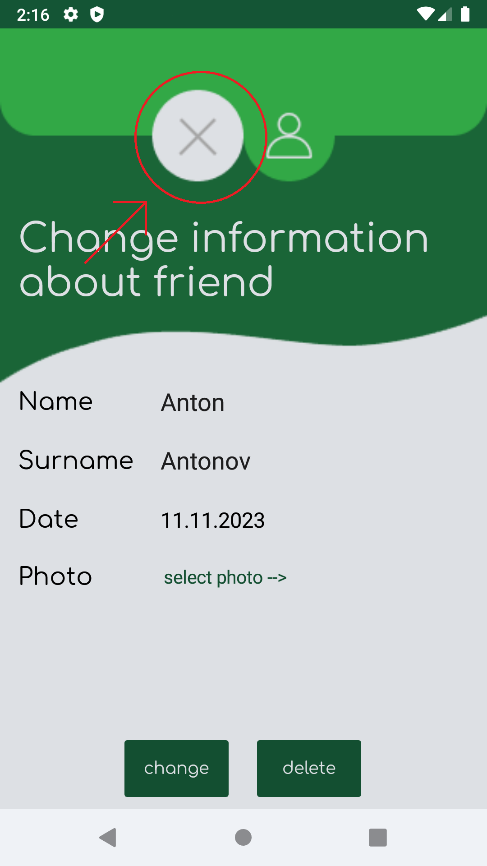 2:16
Change information
about friend
Name Anton
Surname Antonov
Date 11.11.2023
Photo select photo -->
change delete